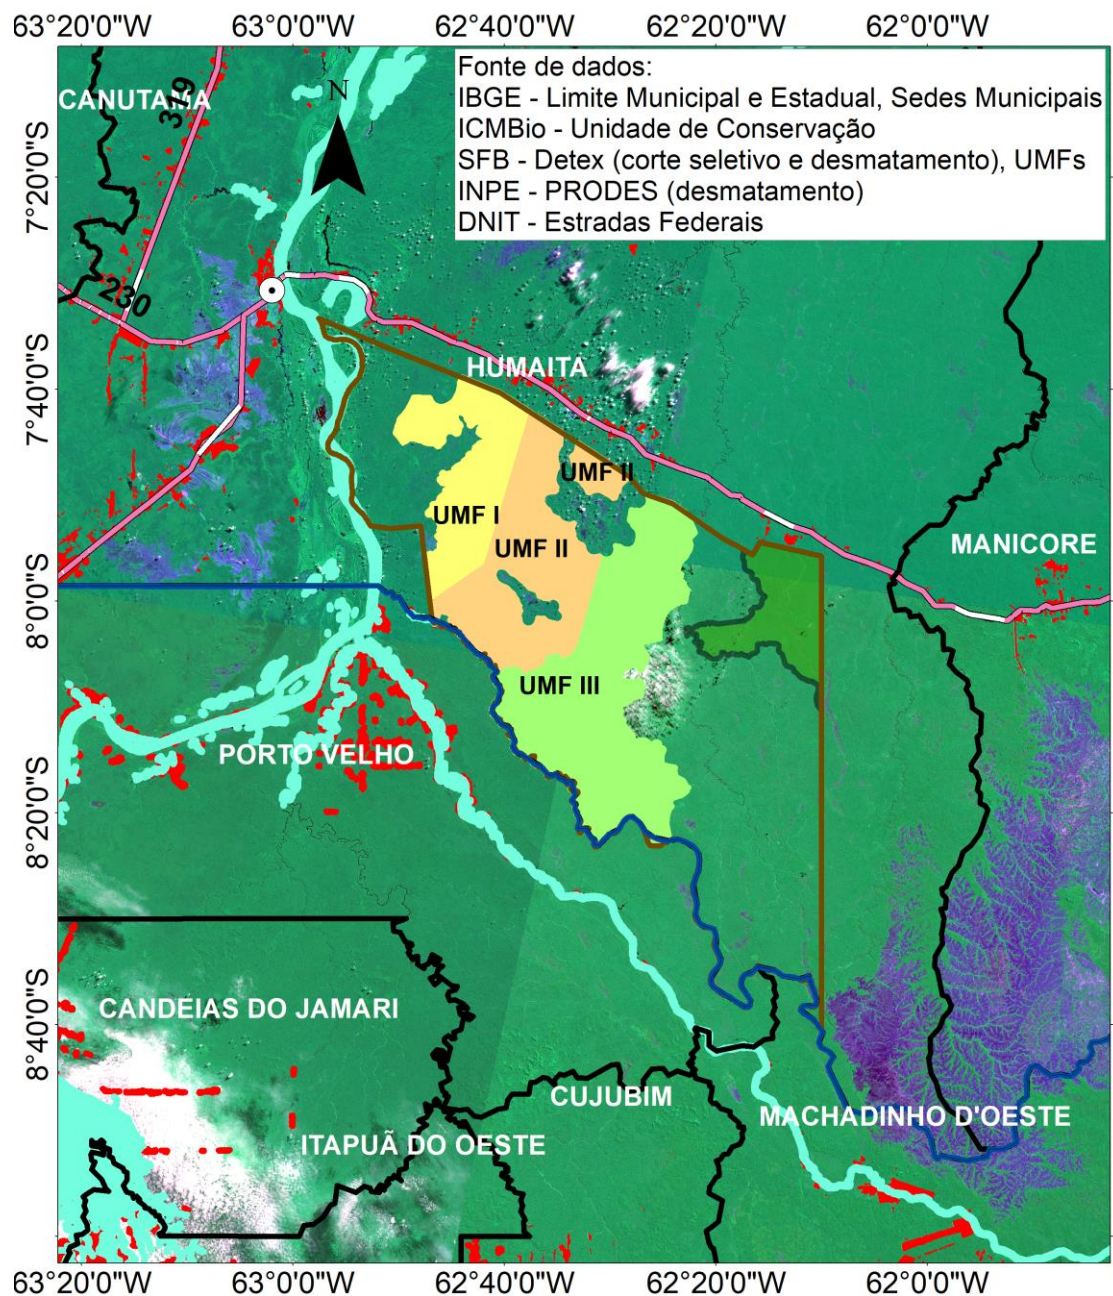 63°20'0"W 63°0'0"W 62°40'0"W 62°20'0"W 62°0'0"W
Fonte de dados:
IBGE - Limite Municipal e Estadual, Sedes Municipais
ICMBio - Unidade de Conservação
SFB - Detex (corte seletivo e desmatamento), UMFs
INPE - PRODES (desmatamento)
DNIT - Estradas Federais
N
CANUTAMA
319
7°20'0"S
230
HUMAITÁ
7°40'0"S
UMF II
UMF I
UMF II
MANICORE
8°0'0"S
UMF III
PORTO VELHO
8°20'0"S
CANDEIAS DO JAMARI
8°40'0"S
CUJUBIM
MACHADINHO D'OESTE
ITAPUÃ DO OESTE
63°20'0"W 63°0'0"W 62°40'0"W 62°20'0"W 62°0'0"W